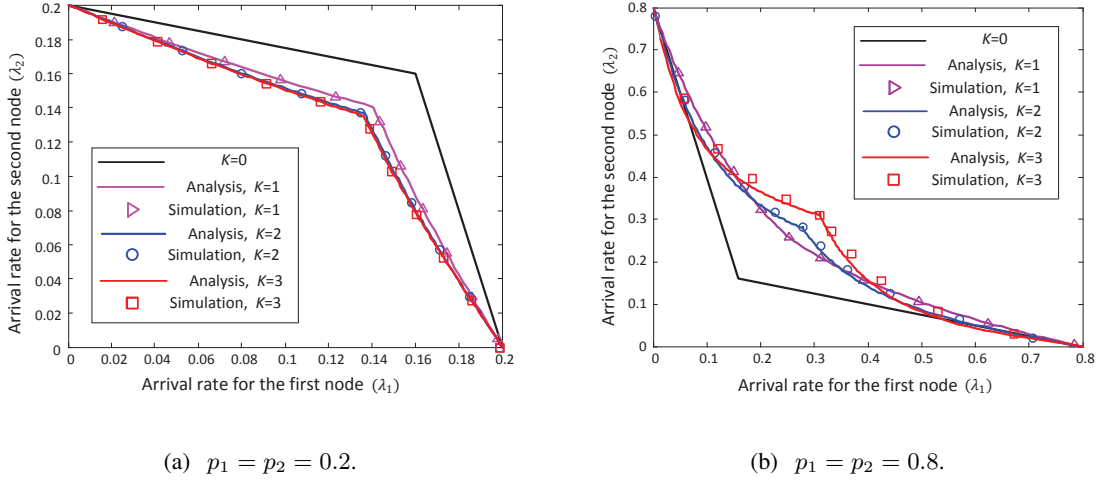 0.2
0.18
0.16
0.14
0.12
0.1
0.08
0.06
0.04
0.02
0
Arrival rate for the second node (λ₂)
K=0
Analysis, K=1
Simulation, K=1
Analysis, K=2
Simulation, K=2
Analysis, K=3
Simulation, K=3
0 0.02 0.04 0.06 0.08 0.1 0.12 0.14 0.16 0.18 0.2
Arrival rate for the first node (λ₁)
(a) p₁ = p₂ = 0.2.
0.8
0.7
0.6
0.5
0.4
0.3
0.2
0.1
0
Arrival rate for the second node (λ₂)
K=0
Analysis, K=1
Simulation, K=1
Analysis, K=2
Simulation, K=2
Analysis, K=3
Simulation, K=3
0 0.1 0.2 0.3 0.4 0.5 0.6 0.7 0.8
Arrival rate for the first node (λ₁)
(b) p₁ = p₂ = 0.8.